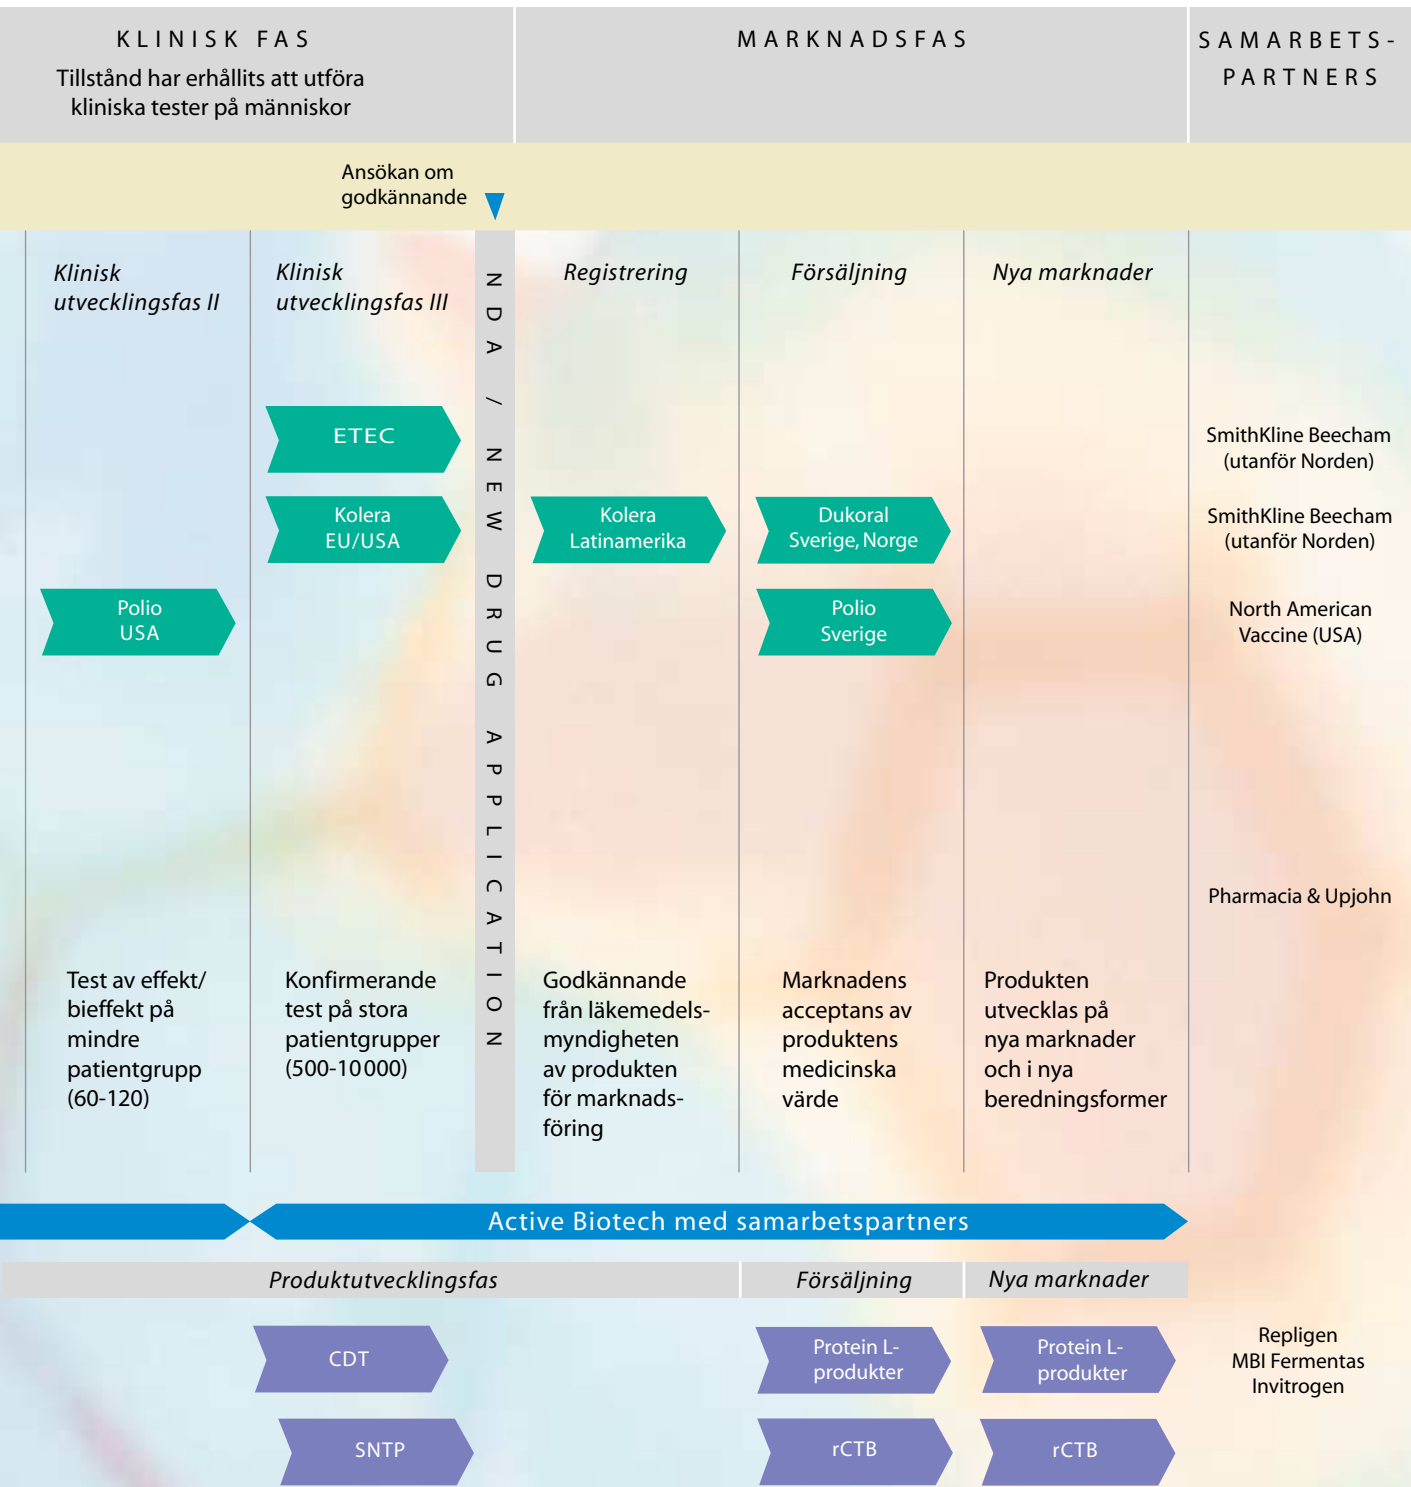 KLINISK FAS
Tillstånd har erhållits att utföra
kliniska tester på människor
MARKNADSFAS
SAMARBETS-
PARTNERS
Ansökan om
godkännande
Klinisk
utvecklingsfas II
Klinisk
utvecklingsfas III
NDA / NEW DRUG APPLICATION
Registrering
Försäljning
Nya marknader
ETEC
SmithKline Beecham
(utanför Norden)
Kolera
EU/USA
Kolera
Latinamerika
Dukoral
Sverige, Norge
SmithKline Beecham
(utanför Norden)
Polio
USA
Polio
Sverige
North American
Vaccine (USA)
Pharmacia & Upjohn
Test av effekt/
bieffekt på
mindre
patientgrupp
(60-120)
Konfirmerande
test på stora
patientgrupper
(500-10 000)
Godkännande
från läkemedels-
myndigheten
av produkten
för marknads-
föring
Marknadens
acceptans av
produktens
medicinska
värde
Produkten
utvecklas på
nya marknader
och i nya
beredningsformer
Active Biotech med samarbetspartners
Produktutvecklingsfas
Försäljning
Nya marknader
CDT
Protein L-
produkter
Protein L-
produkter
Repligen
MBI Fermentas
Invitrogen
SNTP
rCTB
rCTB